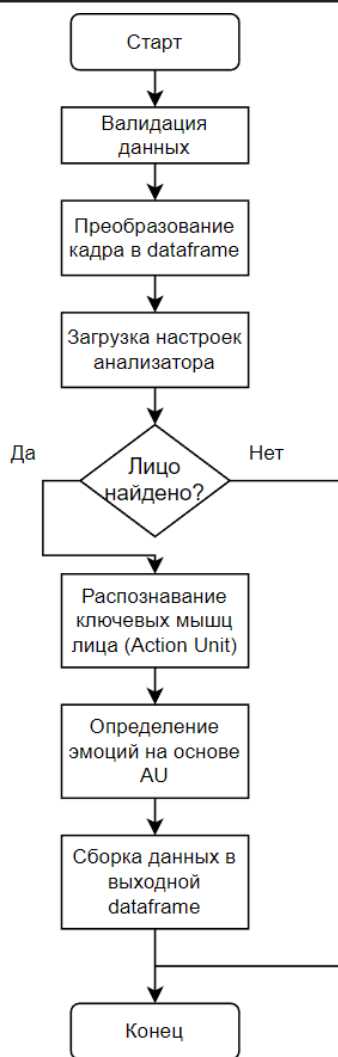 Старт
Валидация
данных
Преобразование
кадра в dataframe
Загрузка настроек
анализатора
Да
Нет
Лицо
найдено?
Распознавание
ключевых мышц
лица (Action Unit)
Определение
эмоций на основе
AU
Сборка данных в
выходной
dataframe
Конец